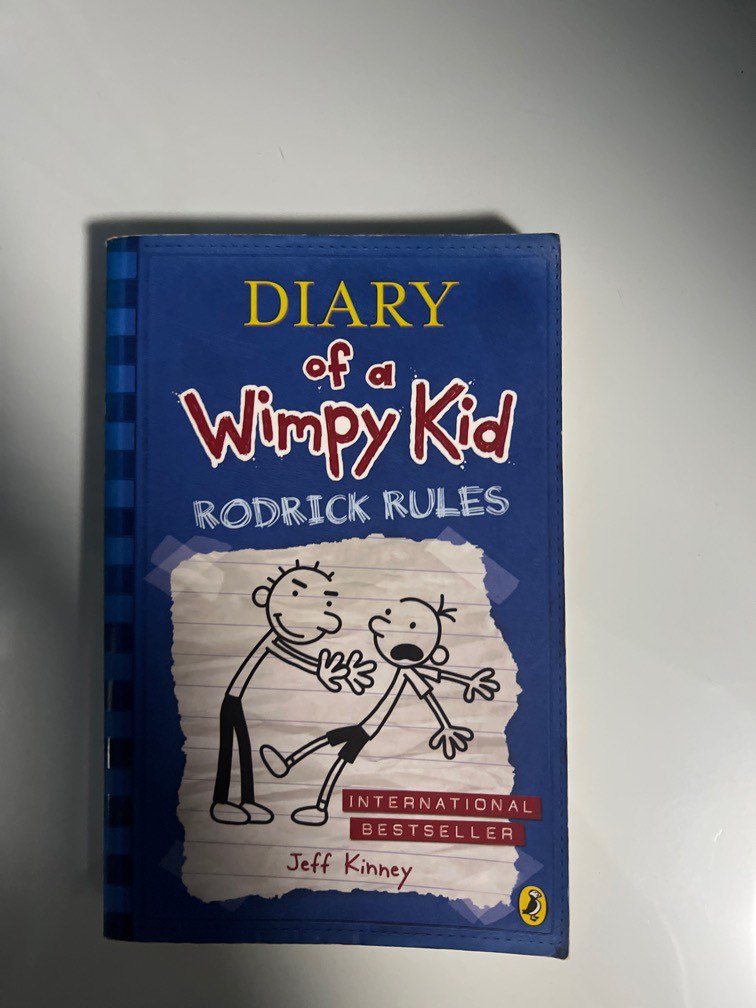 DIARY
of a
Wimpy Kid
RODRICK RULES
INTERNATIONAL
BESTSELLER
Jeff Kinney